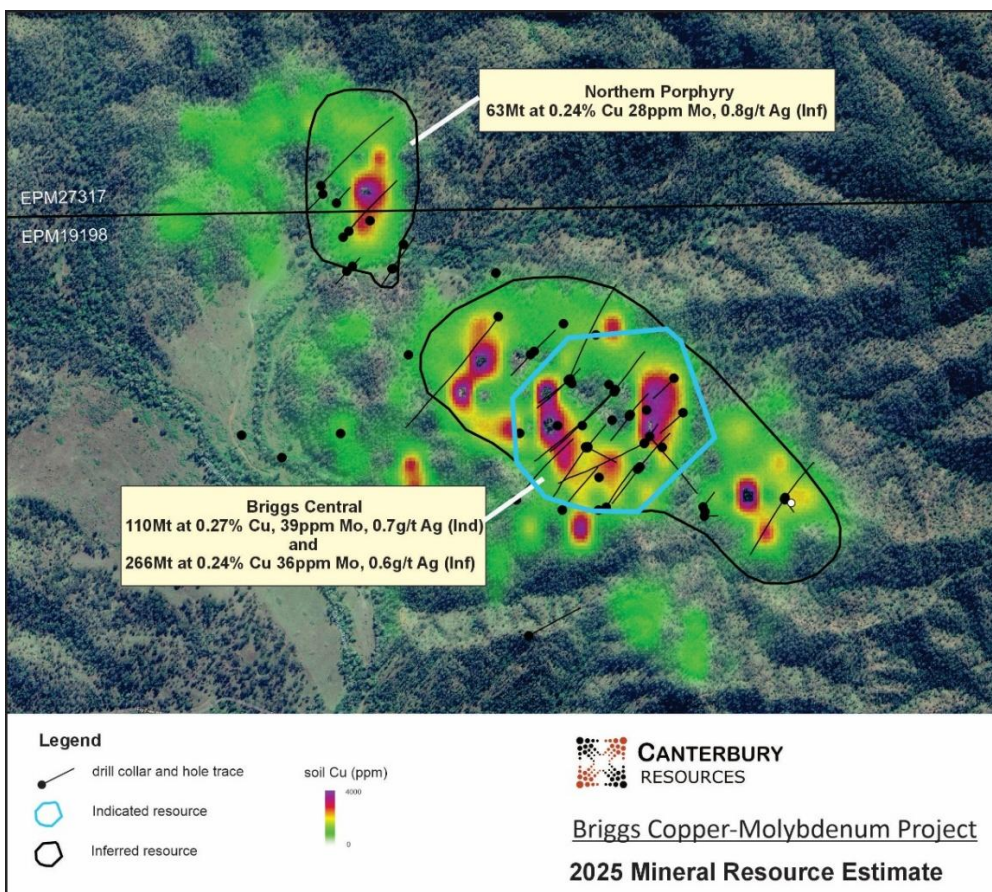 Northern Porphyry
63Mt at 0.24% Cu 28ppm Mo, 0.8g/t Ag (Inf)
EPM27317
EPM19198
Briggs Central
110Mt at 0.27% Cu, 39ppm Mo, 0.7g/t Ag (Ind)
and
266Mt at 0.24% Cu 36ppm Mo, 0.6g/t Ag (Inf)
Legend
drill collar and hole trace
Indicated resource
Inferred resource
soil Cu (ppm)
4000
0
CANTERBURY
RESOURCES
Briggs Copper-Molybdenum Project
2025 Mineral Resource Estimate